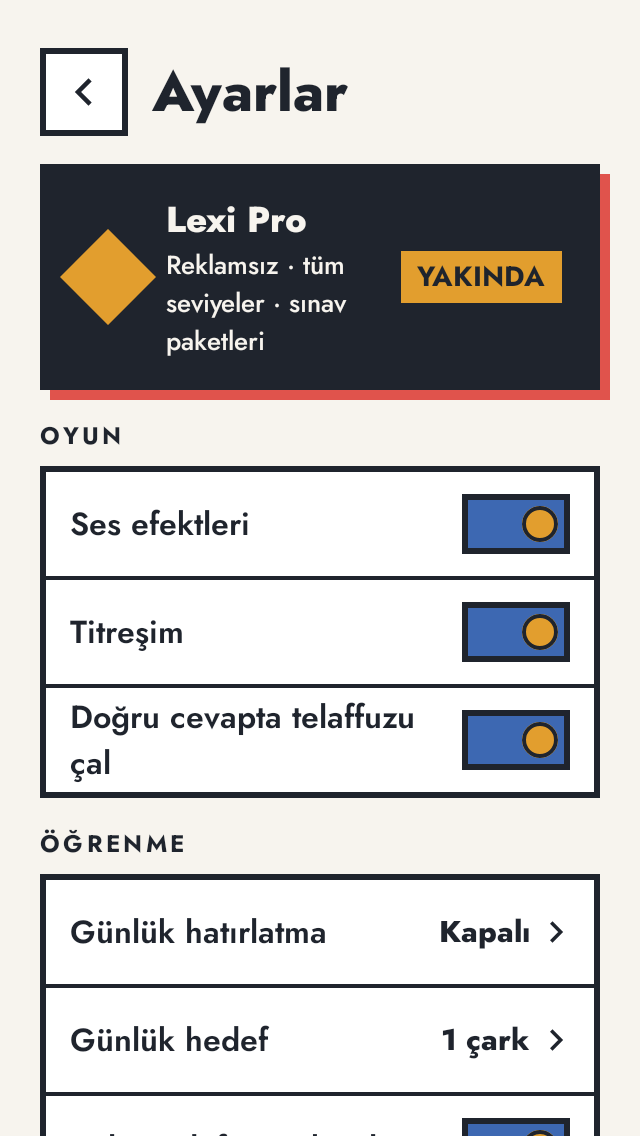 Ayarlar
Lexi Pro
Reklamsız · tüm
seviyeler · sınav
paketleri
YAKINDA
OYUN
Ses efektleri
Titreşim
Doğru cevapta telaffuzu
çal
ÖĞRENME
Günlük hatırlatma
Kapalı
Günlük hedef
1 çark